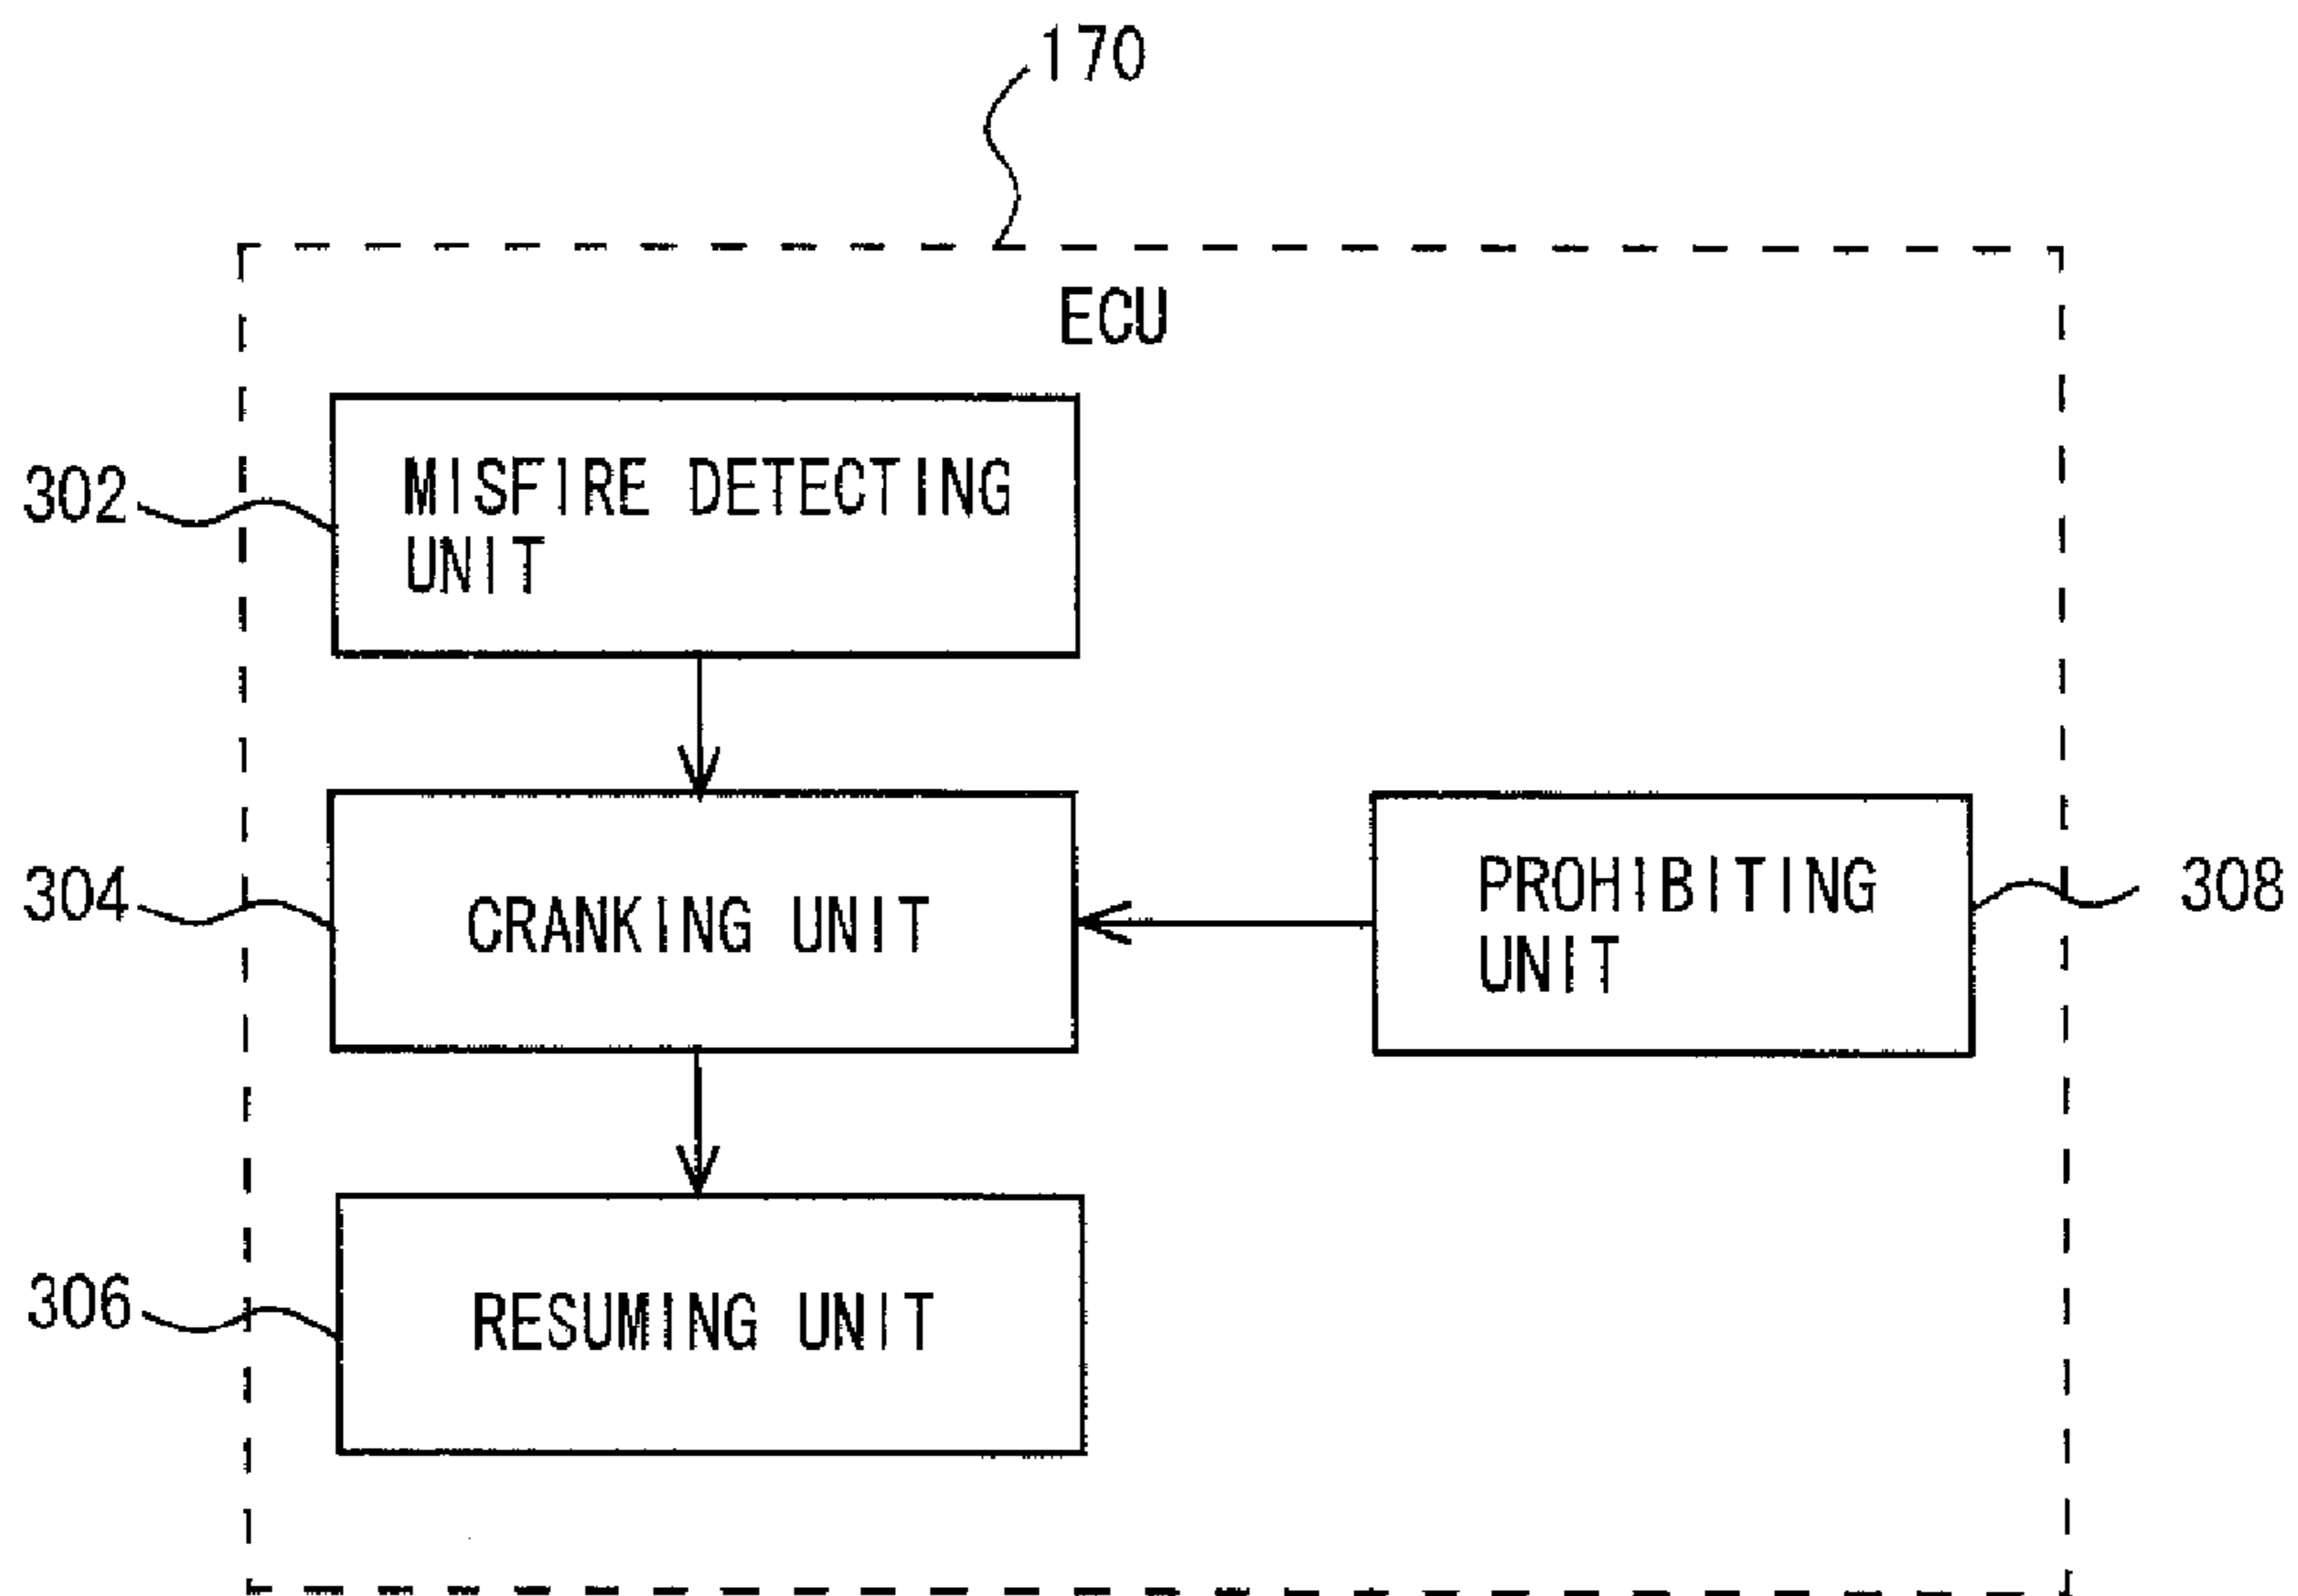 170
ECU
302
MISFIRE DETECTING
UNIT
304
CRANKING UNIT
PROHIBITING
UNIT
308
306
RESUMING UNIT